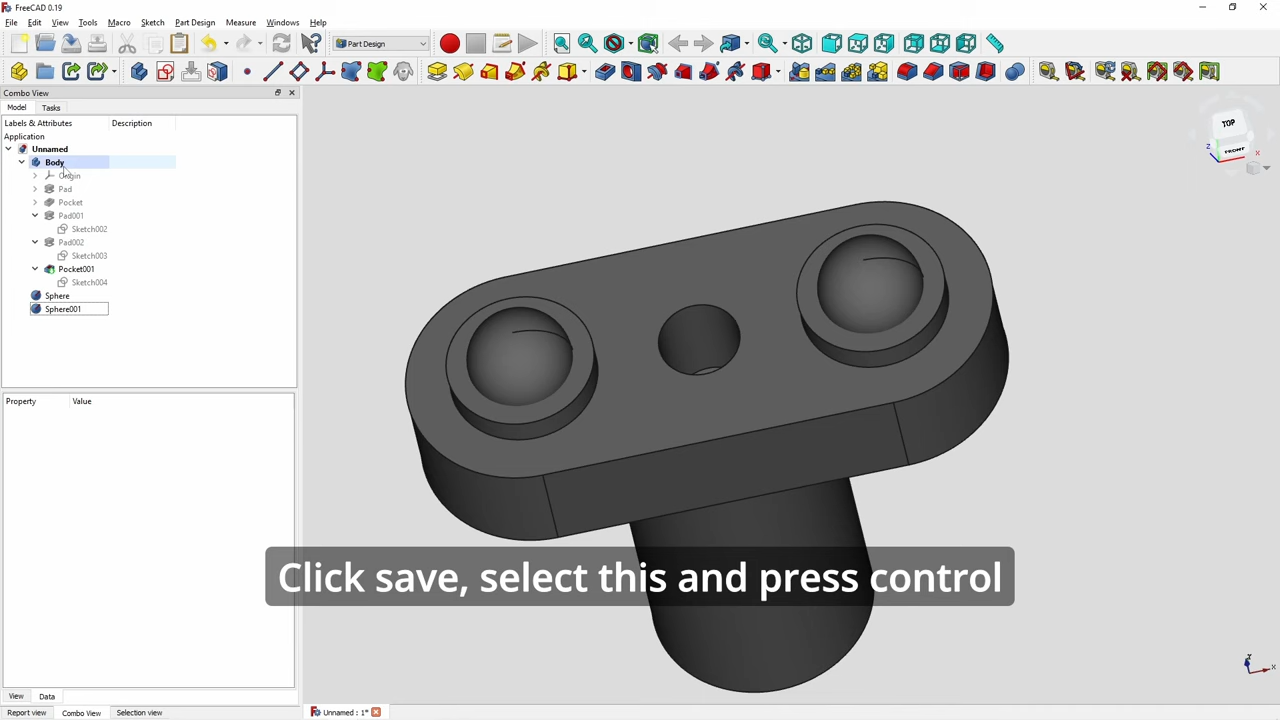 FreeCAD 0.19
File Edit View Tools Macro Sketch Part Design Measure Windows Help
Part Design
Combo View
Model Tasks
Labels & Attributes Description
Application
Unnamed
Body
Origin
Pad
Pocket
Pad001
Sketch002
Pad002
Sketch003
Pocket001
Sketch004
Sphere
Sphere001
TOP
FRONT
Z
X
Property Value
Click save, select this and press control
View Data
Report view Combo View Selection view
Unnamed : 1*
Y
X